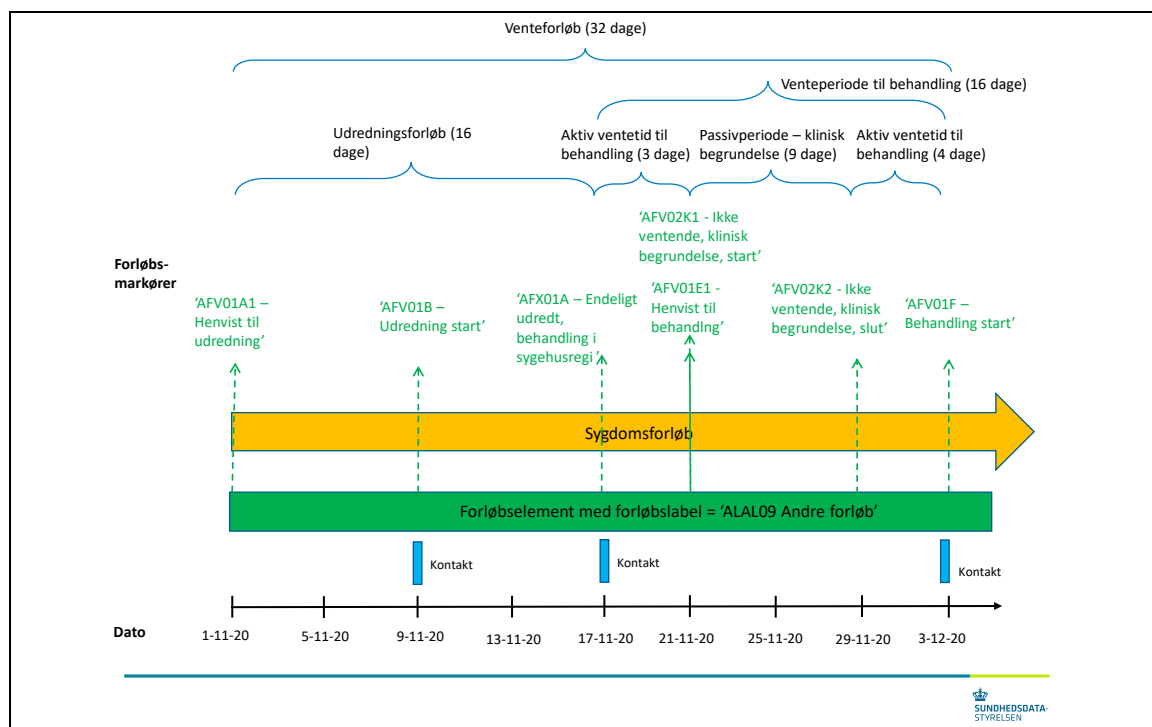 Venteforløb (32 dage)
Venteperiode til behandling (16 dage)
Udredningsforløb (16
dage)
Aktiv ventetid til
behandling (3 dage)
Passivperiode – klinisk
begrundelse (9 dage)
Aktiv ventetid til
behandling (4 dage)
Forløbs-
markører
‘AFV01A1 –
Henvist til
udredning’
‘AFV01B –
Udredning start’
‘AFX01A – Endeligt
udredt,
behandling i
sygehusregi ’
‘AFV02K1 - Ikke
ventende, klinisk
begrundelse, start’
‘AFV01E1 -
Henvist til
behandlng’
‘AFV02K2 - Ikke
ventende, klinisk
begrundelse, slut’
‘AFV01F –
Behandling start’
Sygdomsforløb
Forløbselement med forløbslabel = ‘ALAL09 Andre forløb’
Kontakt
Kontakt
Kontakt
Dato
1-11-20
5-11-20
9-11-20
13-11-20
17-11-20
21-11-20
25-11-20
29-11-20
3-12-20
SUNDHEDSDATA-
STYRELSEN